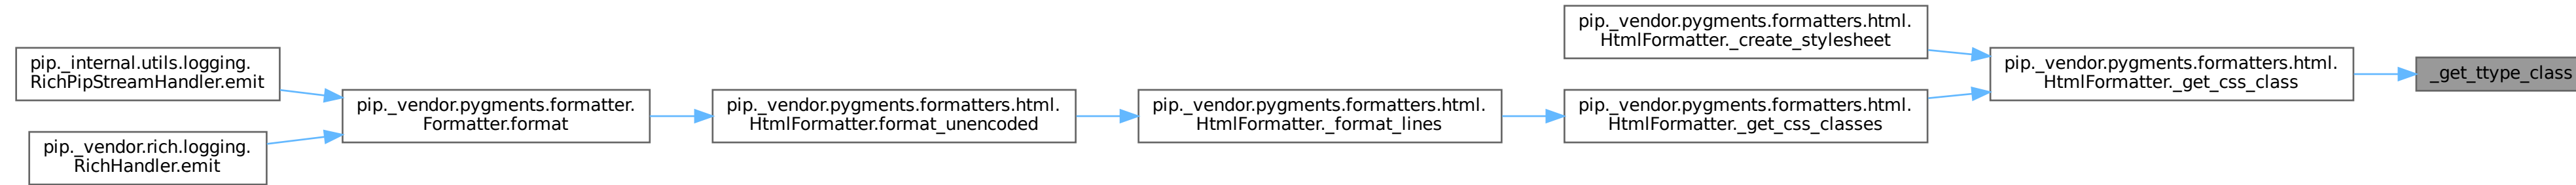 pip._internal.utils.logging.
RichPipStreamHandler.emit
pip._vendor.rich.logging.
RichHandler.emit
pip._vendor.pygments.formatter.
Formatter.format
pip._vendor.pygments.formatters.html.
HtmlFormatter.format_unencoded
pip._vendor.pygments.formatters.html.
HtmlFormatter._format_lines
pip._vendor.pygments.formatters.html.
HtmlFormatter._create_stylesheet
pip._vendor.pygments.formatters.html.
HtmlFormatter._get_css_classes
pip._vendor.pygments.formatters.html.
HtmlFormatter._get_css_class
_get_ttype_class